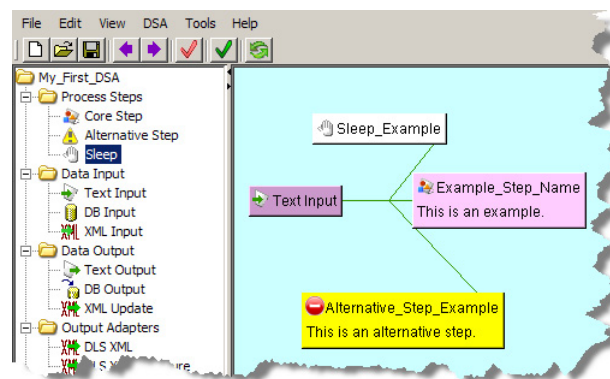 File Edit View DSA Tools Help
My_First_DSA
Process Steps
Core Step
Alternative Step
Sleep
Data Input
Text Input
DB Input
XML Input
Data Output
Text Output
DB Output
XML Update
Output Adapters
DLS XML
Sleep_Example
Text Input
Example_Step_Name
This is an example.
Alternative_Step_Example
This is an alternative step.